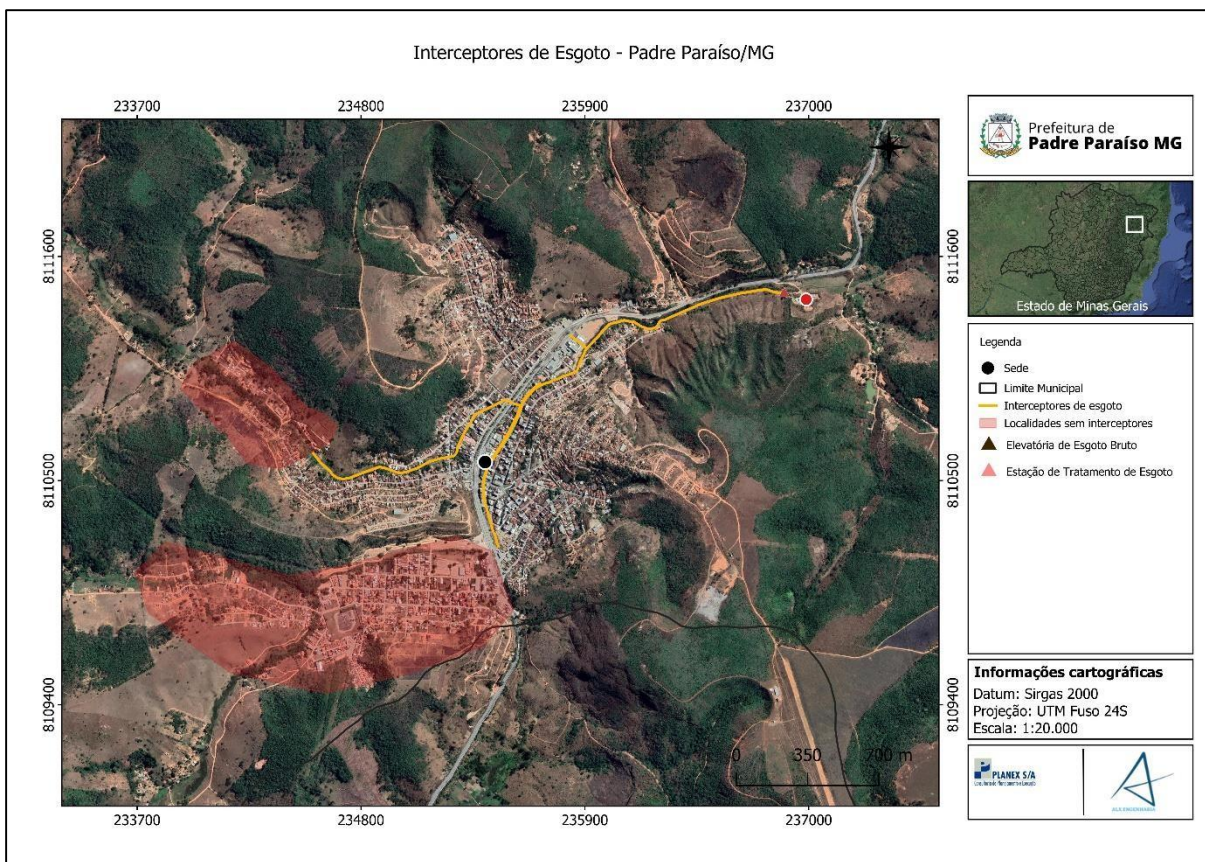 Interceptores de Esgoto - Padre Paraíso/MG
233700 234800 235900 237000
8111600 8111600
8110500 8110500
8109400 8109400
0 350 700 m
233700 234800 235900 237000
Prefeitura de
Padre Paraíso MG
Estado de Minas Gerais
Legenda
Sede
Limite Municipal
Interceptores de esgoto
Localidades sem interceptores
Elevatória de Esgoto Bruto
Estação de Tratamento de Esgoto
Informações cartográficas
Datum: Sirgas 2000
Projeção: UTM Fuso 24S
Escala: 1:20.000
PLANEX S/A